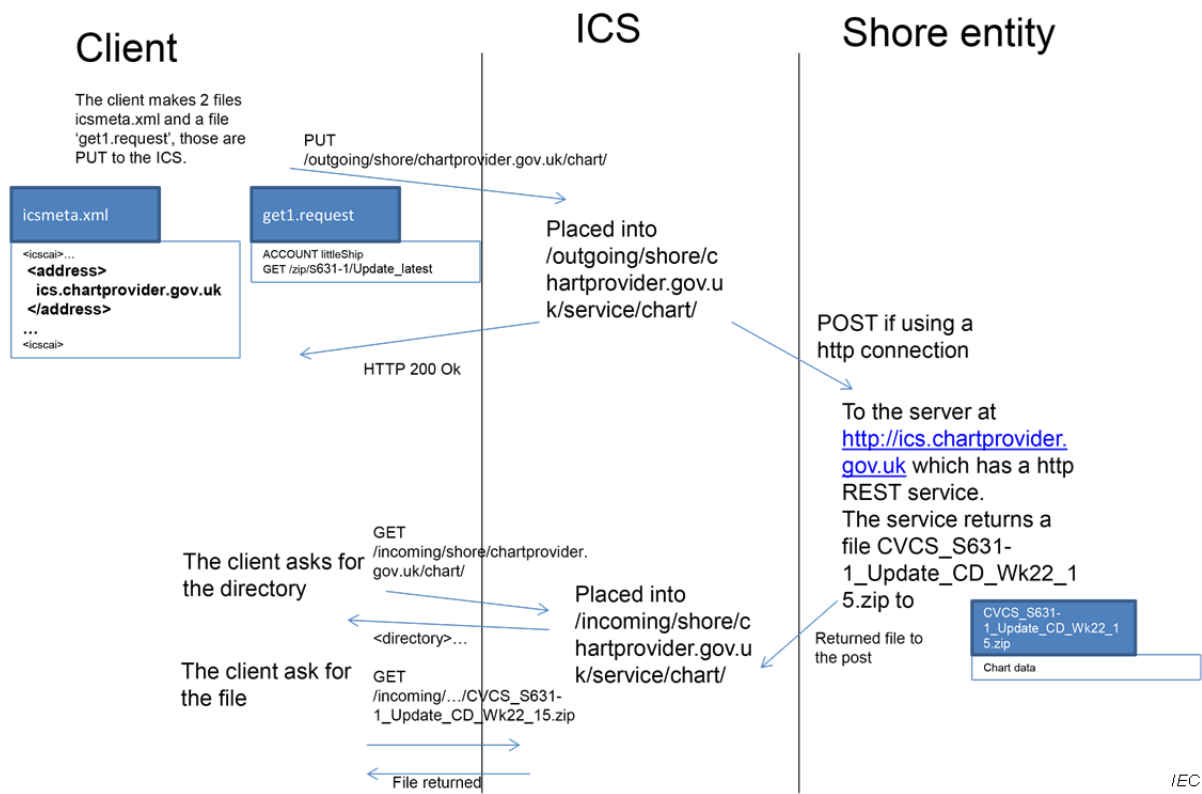 Client
ICS
Shore entity
The client makes 2 files
icsmeta.xml and a file
‘get1.request’, those are
PUT to the ICS.
PUT
/outgoing/shore/chartprovider.gov.uk/chart/
icsmeta.xml
<icscai>…
<address>
ics.chartprovider.gov.uk
</address>
…
<icscai>
get1.request
ACCOUNT littleShip
GET /zip/S631-1/Update_latest
Placed into
/outgoing/shore/c
hartprovider.gov.u
k/service/chart/
HTTP 200 Ok
POST if using a
http connection
To the server at
http://ics.chartprovider.
gov.uk which has a http
REST service.
The service returns a
file CVCS_S631-
1_Update_CD_Wk22_1
5.zip to
The client asks for
the directory
GET
/incoming/shore/chartprovider.
gov.uk/chart/
<directory>…
Placed into
/incoming/shore/c
hartprovider.gov.u
k/service/chart/
Returned file to
the post
CVCS_S631-
1_Update_CD_Wk22_1
5.zip
Chart data
The client ask for
the file
GET
/incoming/…/CVCS_S631-
1_Update_CD_Wk22_15.zip
File returned
IEC